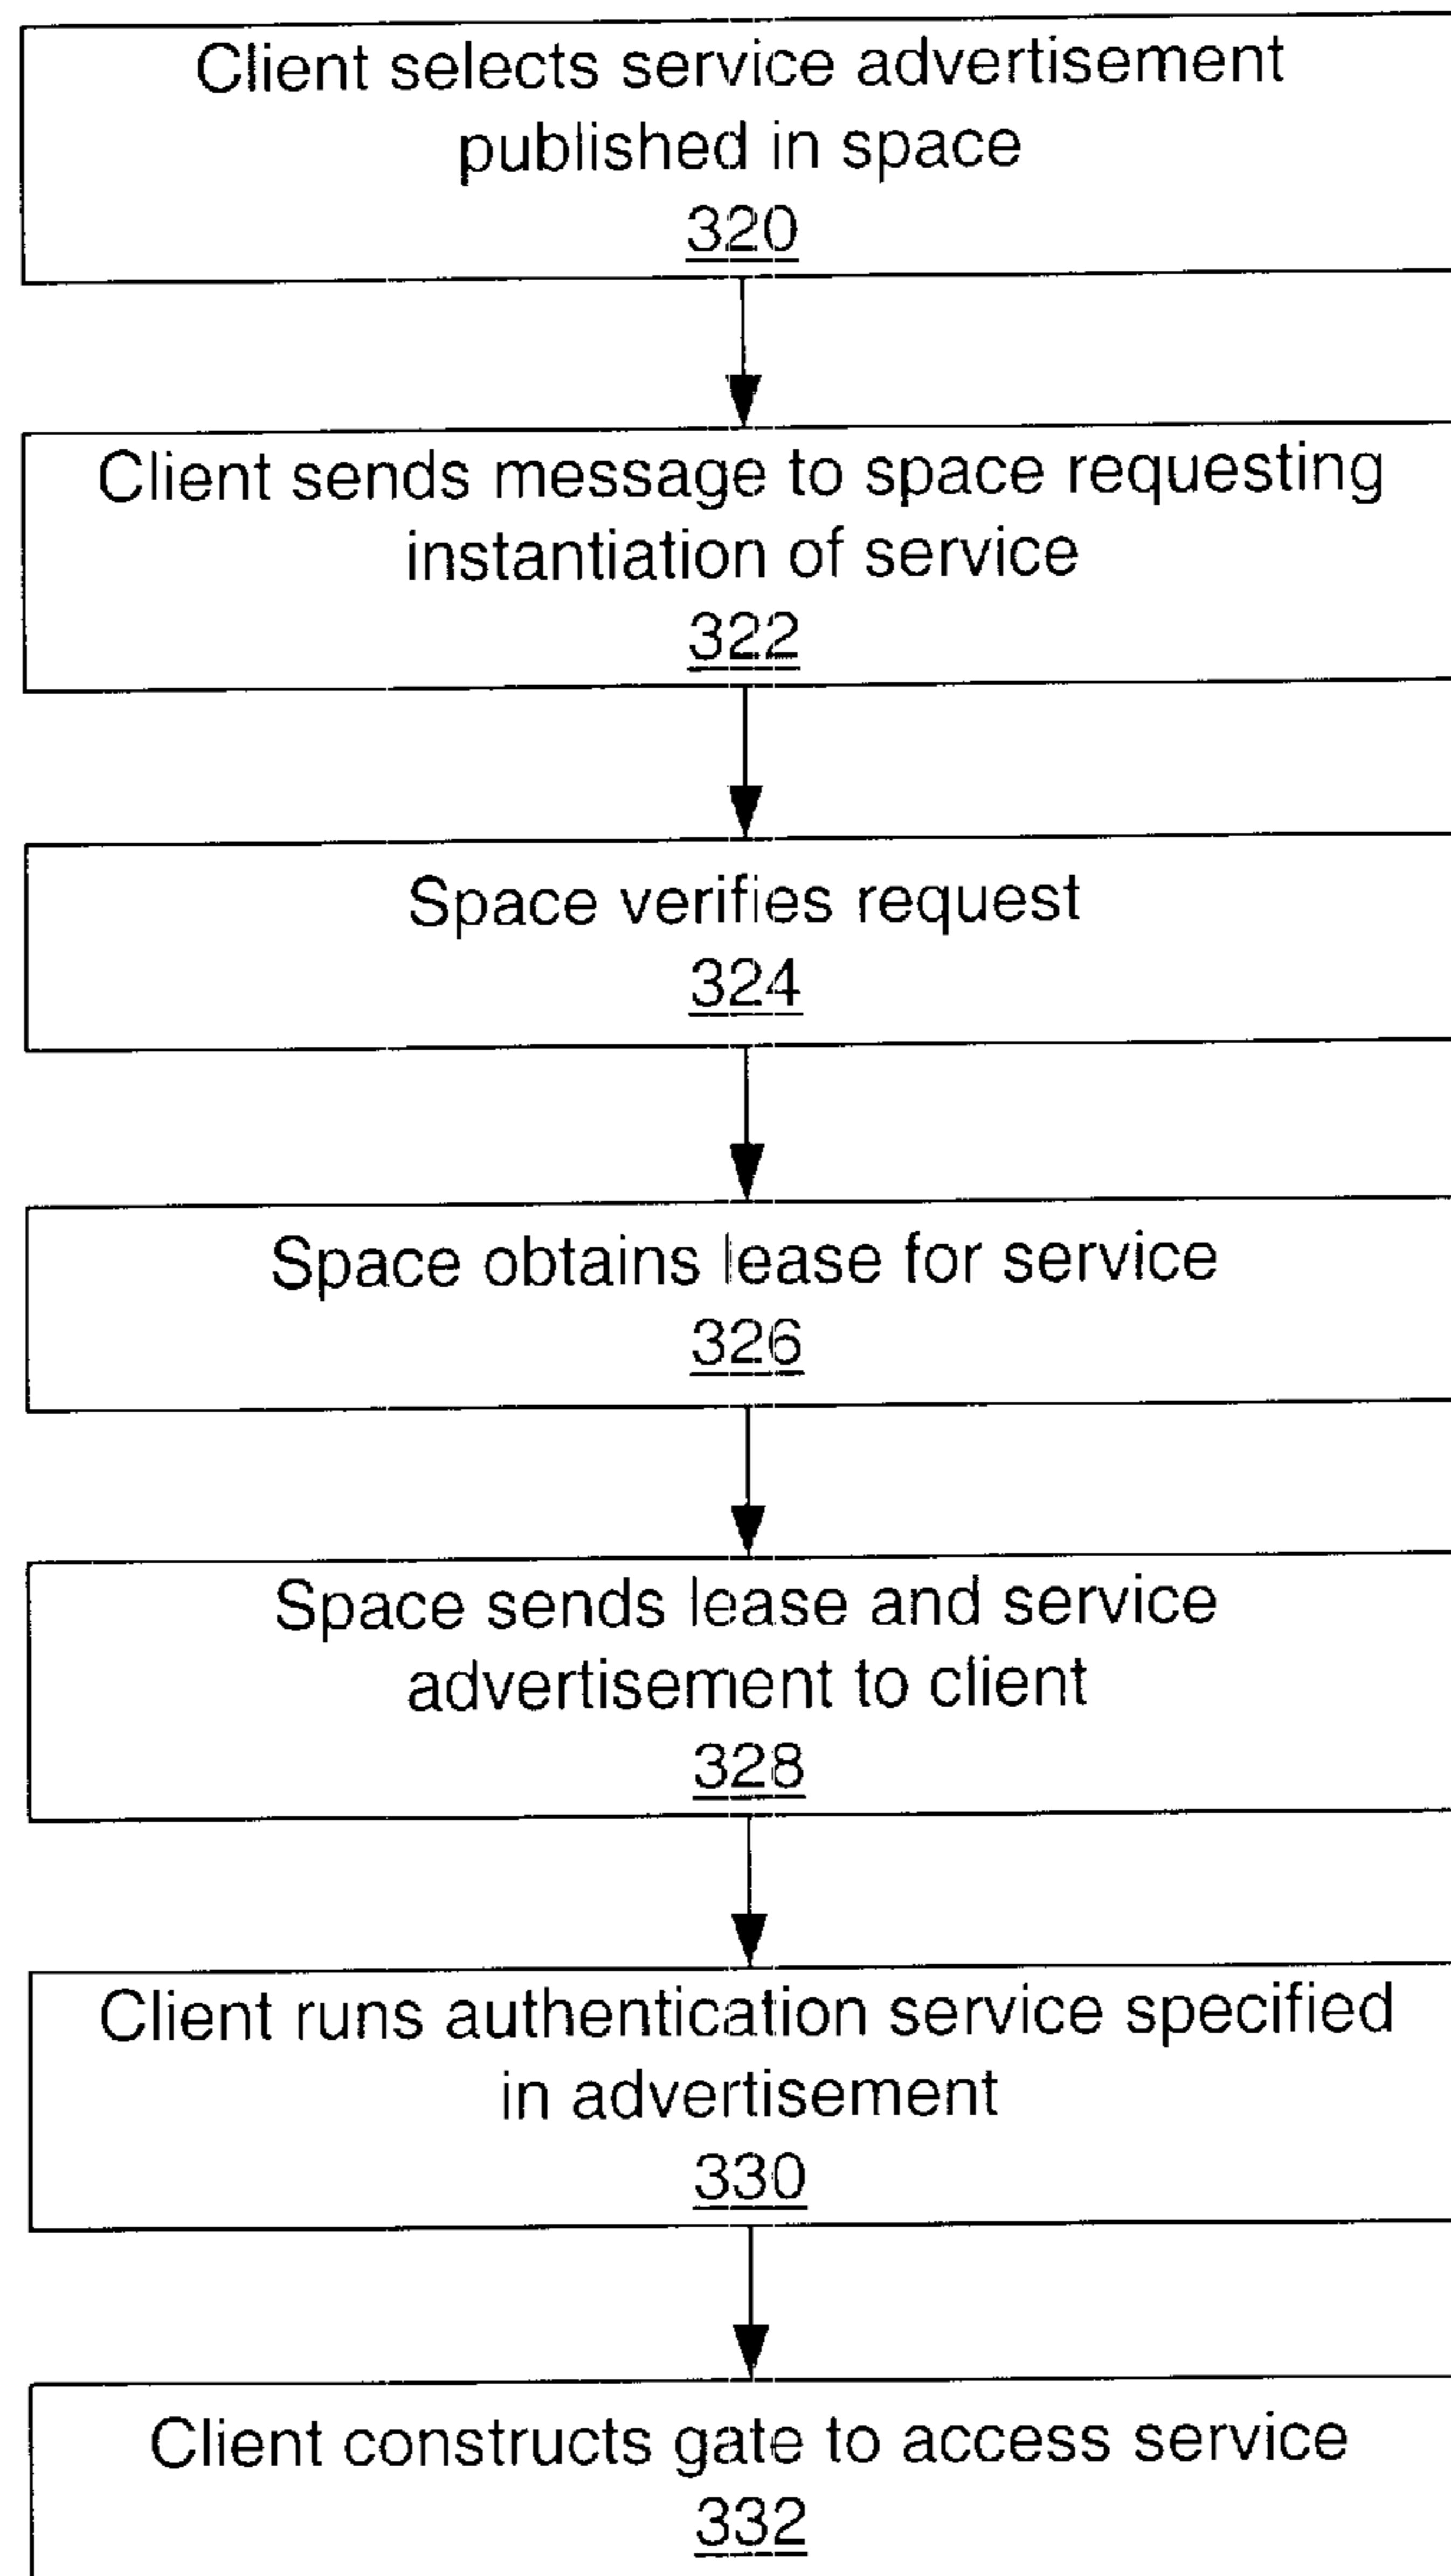 Client selects service advertisement
published in space
320
Client sends message to space requesting
instantiation of service
322
Space verifies request
324
Space obtains lease for service
326
Space sends lease and service
advertisement to client
328
Client runs authentication service specified
in advertisement
330
Client constructs gate to access service
332